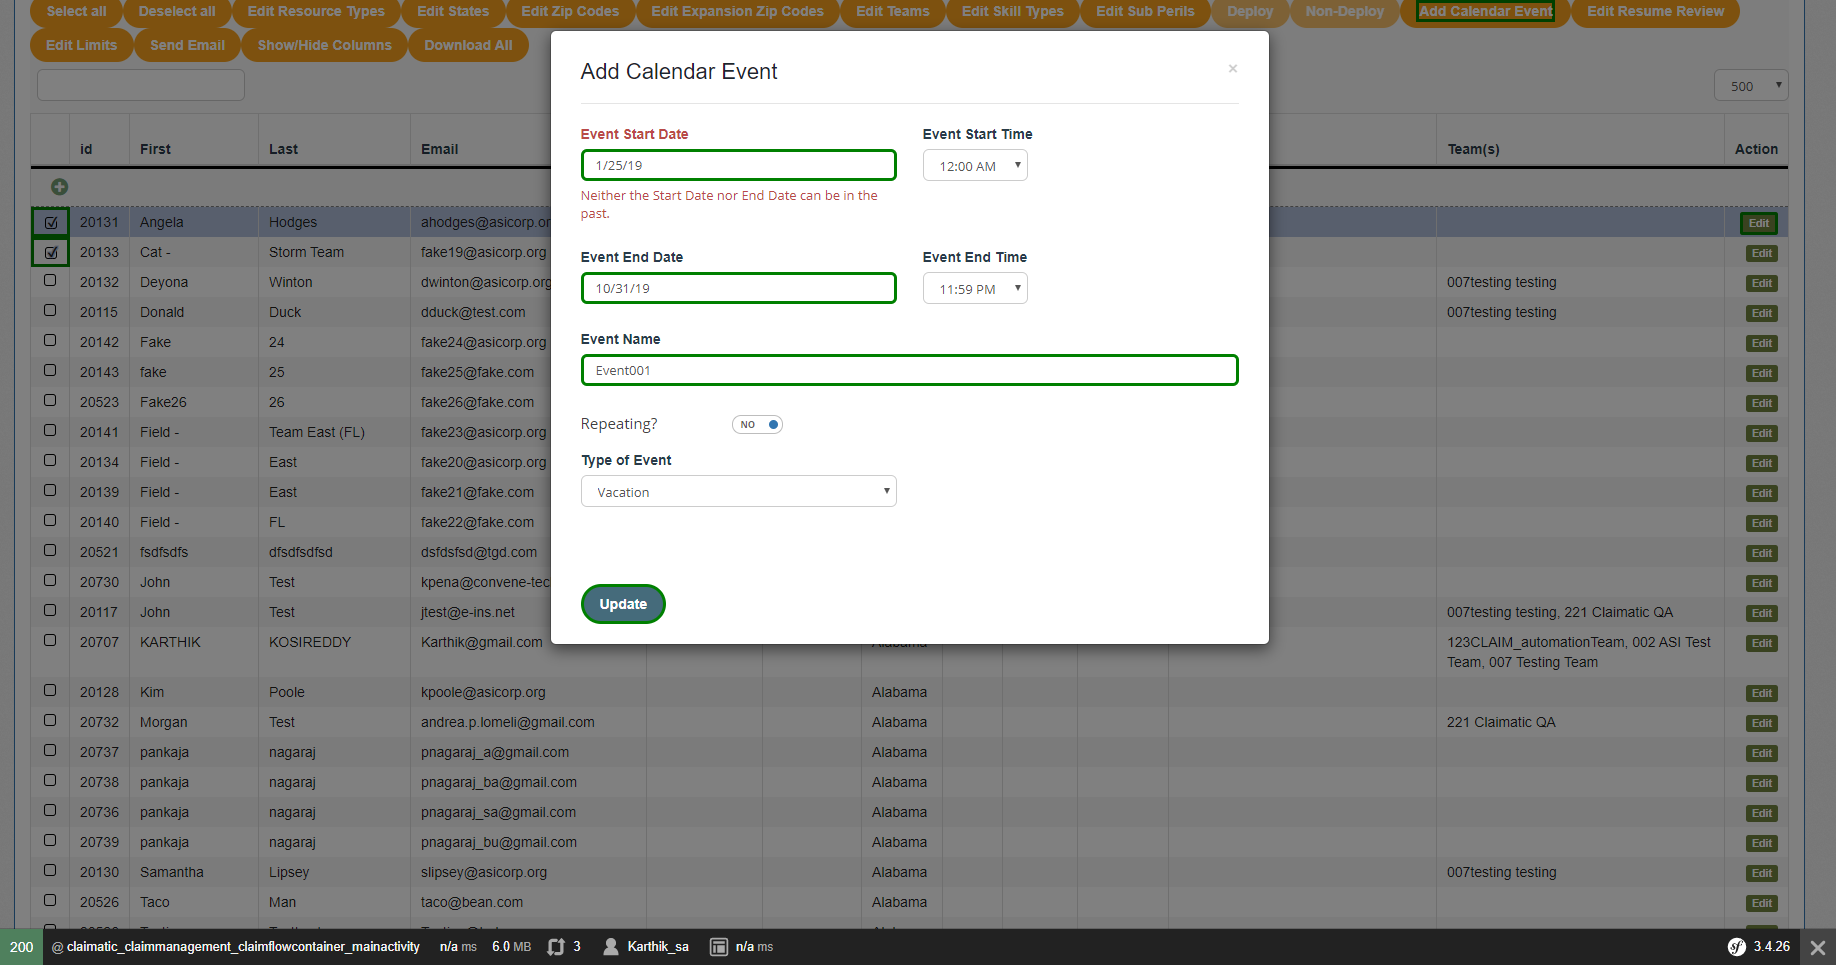 Select all Deselect all Edit Resource Types Edit States Edit Zip Codes Edit Expansion Zip Codes Edit Teams Edit Skill Types Edit Sub Perils Deploy Non-Deploy Add Calendar Event Edit Resume Review
Edit Limits Send Email Show/Hide Columns Download All
500
Add Calendar Event ×
Event Start Date Event Start Time
1/25/19 12:00 AM
Neither the Start Date nor End Date can be in the
past.
Event End Date Event End Time
10/31/19 11:59 PM
Event Name
Event001
Repeating? NO
Type of Event
Vacation
Update
id First Last Email Team(s) Action
20131 Angela Hodges ahodges@asicorp.or Edit
20133 Cat - Storm Team fake19@asicorp.org Edit
20132 Deyona Winton dwinton@asicorp.org 007testing testing Edit
20115 Donald Duck dduck@test.com 007testing testing Edit
20142 Fake 24 fake24@asicorp.org Edit
20143 fake 25 fake25@fake.com Edit
20523 Fake26 26 fake26@fake.com Edit
20141 Field - Team East (FL) fake23@asicorp.org Edit
20134 Field - East fake20@asicorp.org Edit
20139 Field - East fake21@fake.com Edit
20140 Field - FL fake22@fake.com Edit
20521 fsdfsdfs dfsdfsdfsd dsfdsfsd@tgd.com Edit
20730 John Test kpena@convene-tec Edit
20117 John Test jtest@e-ins.net 007testing testing, 221 Claimatic QA Edit
20707 KARTHIK KOSIREDDY Karthik@gmail.com Alabama 123CLAIM_automationTeam, 002 ASI Test Edit
Team, 007 Testing Team
20128 Kim Poole kpoole@asicorp.org Alabama Edit
20732 Morgan Test andrea.p.lomeli@gmail.com Alabama 221 Claimatic QA Edit
20737 pankaja nagaraj pnagaraj_a@gmail.com Alabama Edit
20738 pankaja nagaraj pnagaraj_ba@gmail.com Alabama Edit
20736 pankaja nagaraj pnagaraj_sa@gmail.com Alabama Edit
20739 pankaja nagaraj pnagaraj_bu@gmail.com Alabama Edit
20130 Samantha Lipsey slipsey@asicorp.org Alabama 007testing testing Edit
20526 Taco Man taco@bean.com Alabama Edit
200 @ claimatic_claimmanagement_claimflowcontainer_mainactivity n/a ms 6.0 MB 3 Karthik_sa n/a ms sf 3.4.26